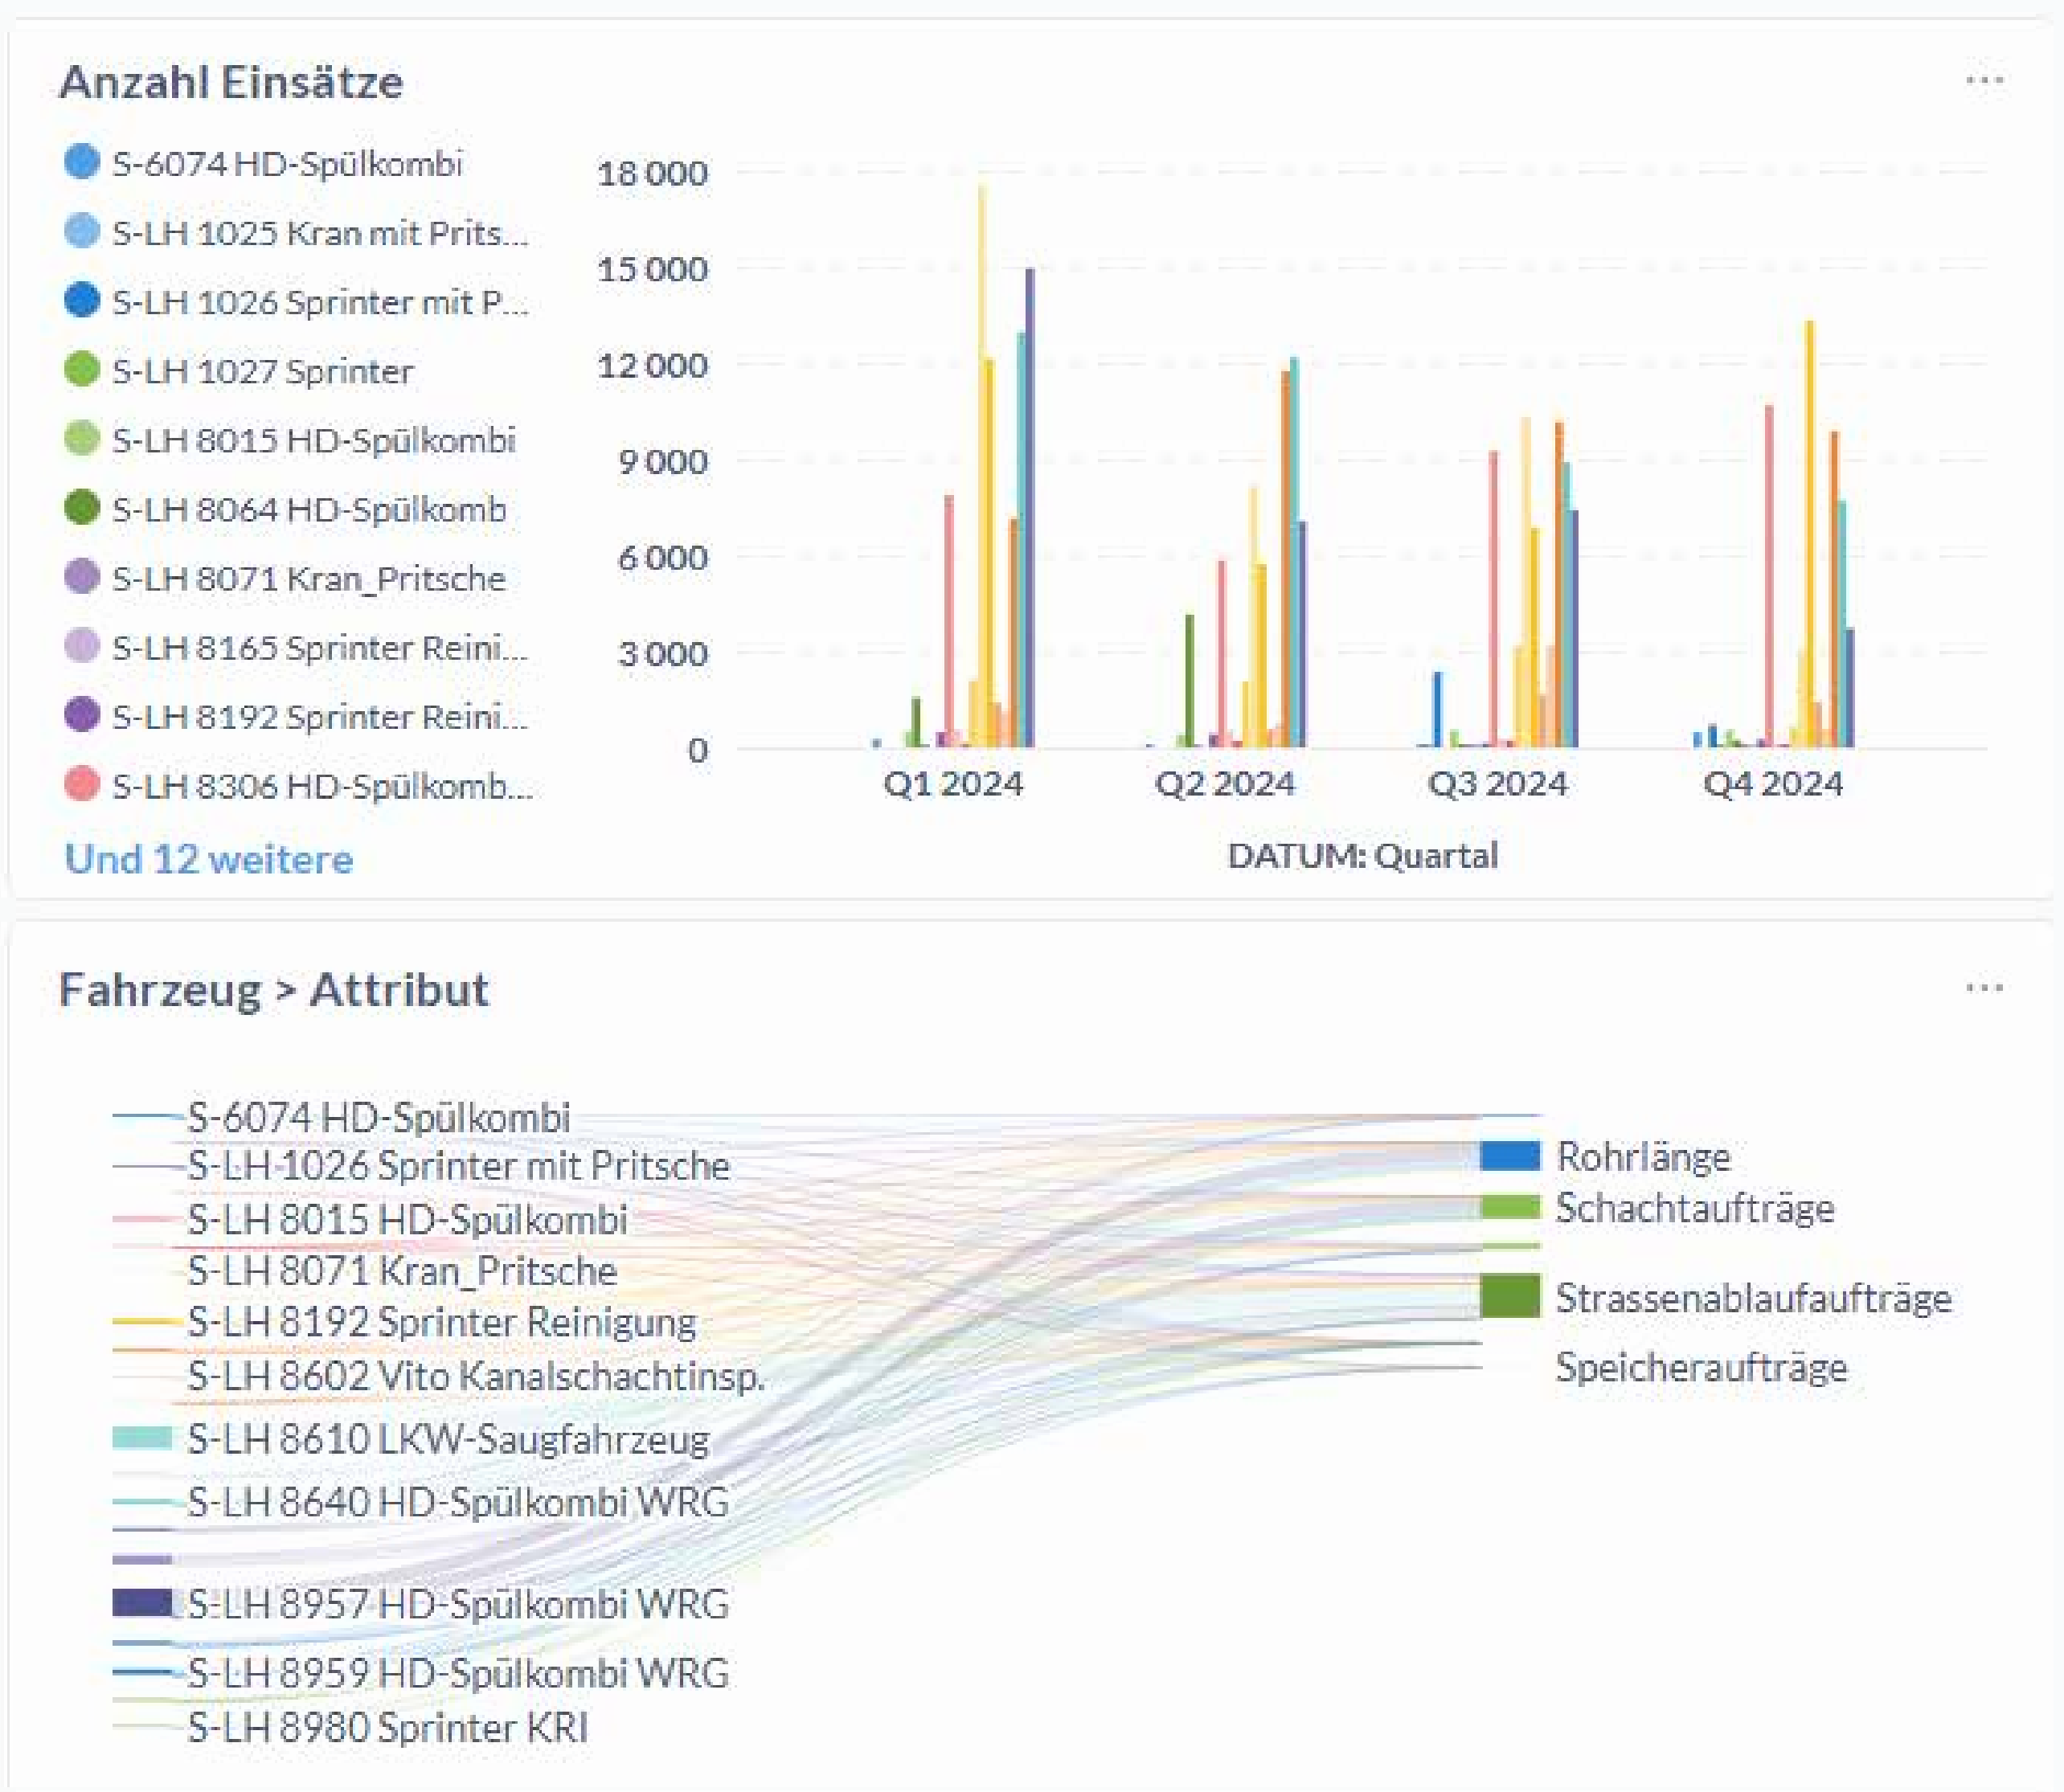 Anzahl Einsätze
...
S-6074 HD-Spülkombi
S-LH 1025 Kran mit Prits...
S-LH 1026 Sprinter mit P...
S-LH 1027 Sprinter
S-LH 8015 HD-Spülkombi
S-LH 8064 HD-Spülkomb
S-LH 8071 Kran_Pritsche
S-LH 8165 Sprinter Reini...
S-LH 8192 Sprinter Reini...
S-LH 8306 HD-Spülkomb...
Und 12 weitere
18 000
15 000
12 000
9 000
6 000
3 000
0
Q1 2024
Q2 2024
Q3 2024
Q4 2024
DATUM: Quartal
Fahrzeug > Attribut
...
S-6074 HD-Spülkombi
S-LH 1026 Sprinter mit Pritsche
S-LH 8015 HD-Spülkombi
S-LH 8071 Kran_Pritsche
S-LH 8192 Sprinter Reinigung
S-LH 8602 Vito Kanalschachtinsp.
S-LH 8610 LKW-Saugfahrzeug
S-LH 8640 HD-Spülkombi WRG
S-LH 8957 HD-Spülkombi WRG
S-LH 8959 HD-Spülkombi WRG
S-LH 8980 Sprinter KRI
Rohrlänge
Schachtaufträge
Strassenablaufaufträge
Speicheraufträge